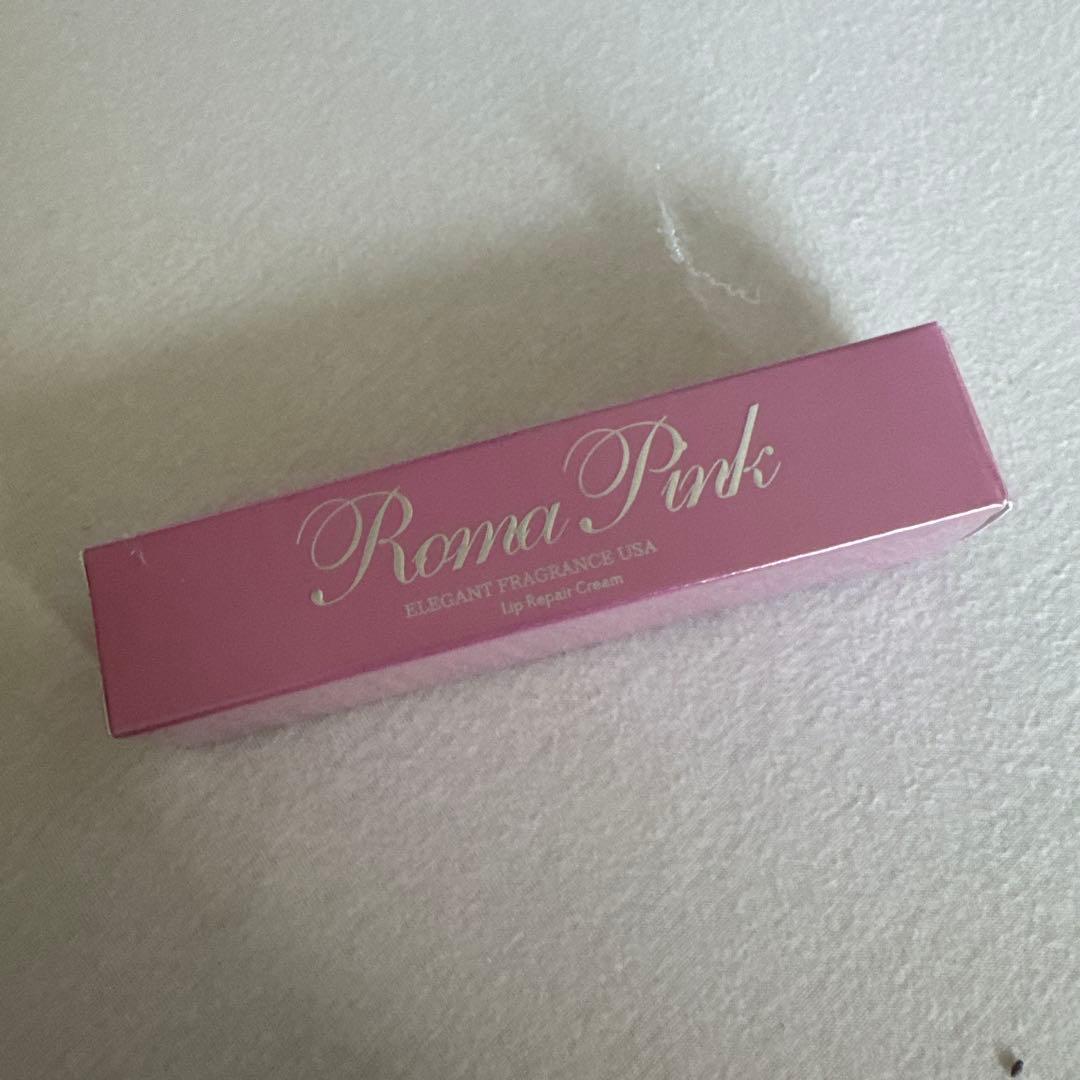 Roma Pink
ELEGANT FRAGRANCE USA
Lip Repair Cream